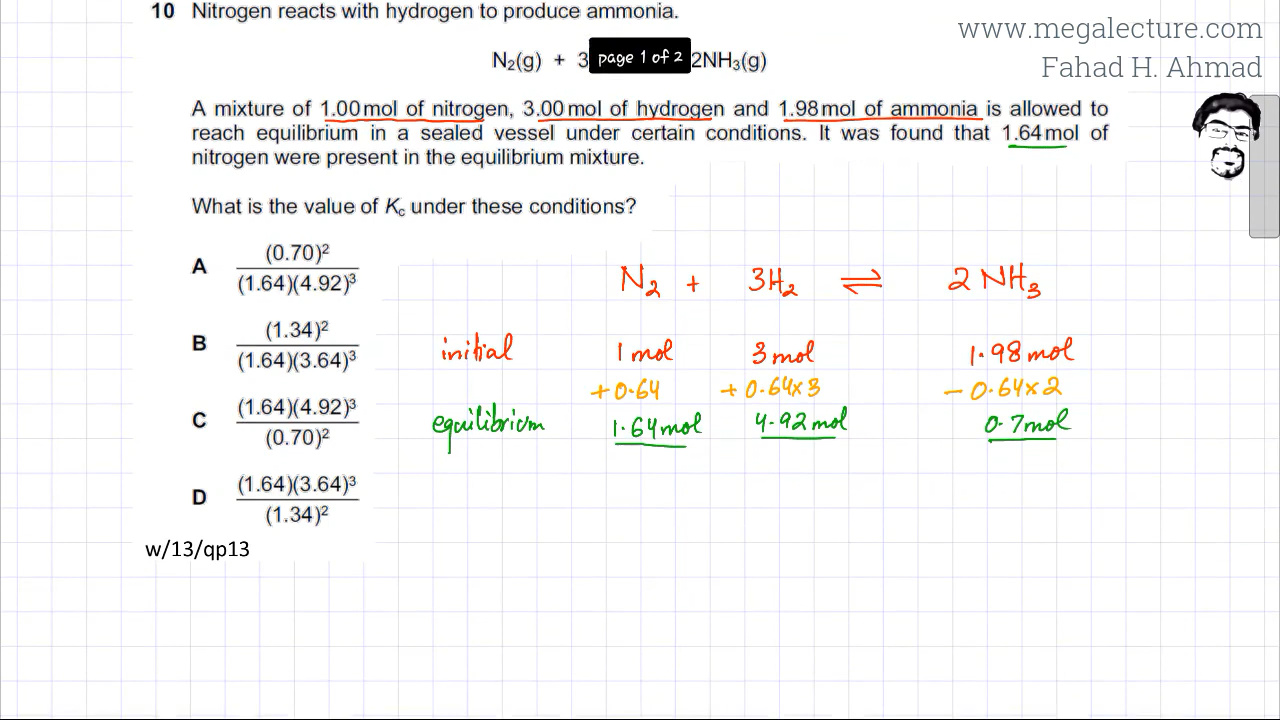 www.megalecture.com
Fahad H. Ahmad
10 Nitrogen reacts with hydrogen to produce ammonia.
N₂(g) + 3 page 1 of 2 2NH₃(g)
A mixture of 1.00 mol of nitrogen, 3.00 mol of hydrogen and 1.98 mol of ammonia is allowed to
reach equilibrium in a sealed vessel under certain conditions. It was found that 1.64 mol of
nitrogen were present in the equilibrium mixture.
What is the value of Kc under these conditions?
A (0.70)²
(1.64)(4.92)³
B (1.34)²
(1.64)(3.64)³
C (1.64)(4.92)³
(0.70)²
D (1.64)(3.64)³
(1.34)²
w/13/qp13
N₂ + 3H₂ ⇌ 2 NH₃
initial 1 mol 3 mol 1.98 mol
+0.64 +0.64×3 −0.64×2
equilibrium 1.64 mol 4.92 mol 0.7 mol